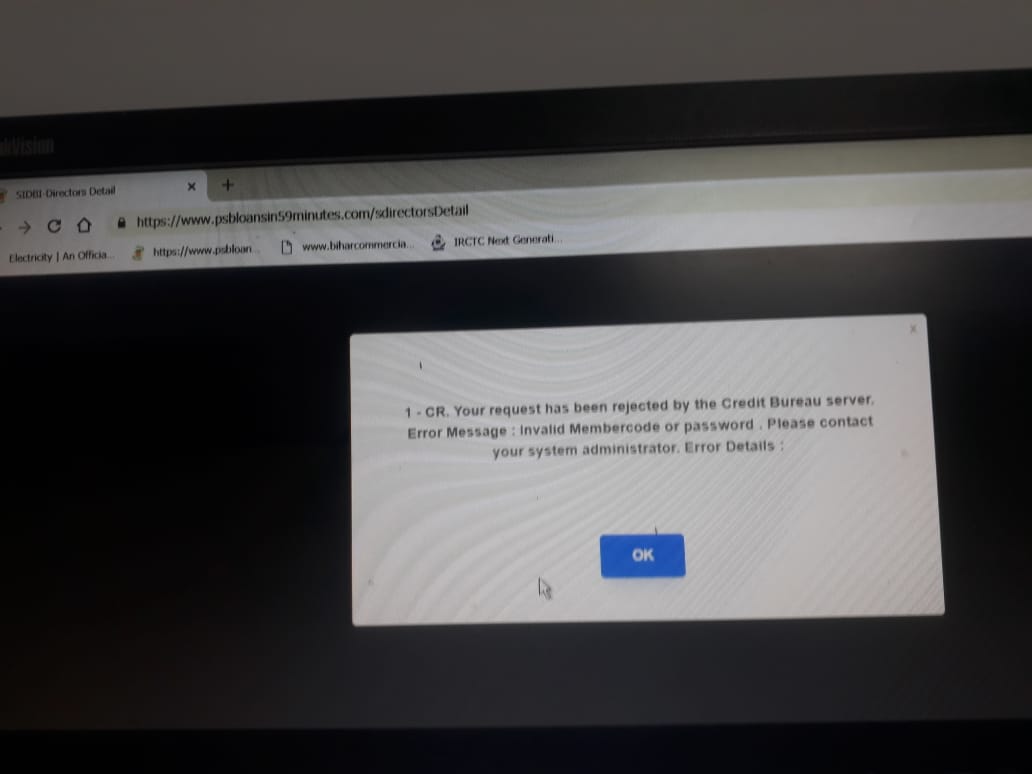 kVision
SIDBI-Directors Detail
https://www.psbloansin59minutes.com/sdirectorsDetail
Electricity | An Officia... https://www.psbloan... www.biharcommercia... IRCTC Next Generati...
1 - CR. Your request has been rejected by the Credit Bureau server.
Error Message : Invalid Membercode or password . Please contact
your system administrator. Error Details :
OK